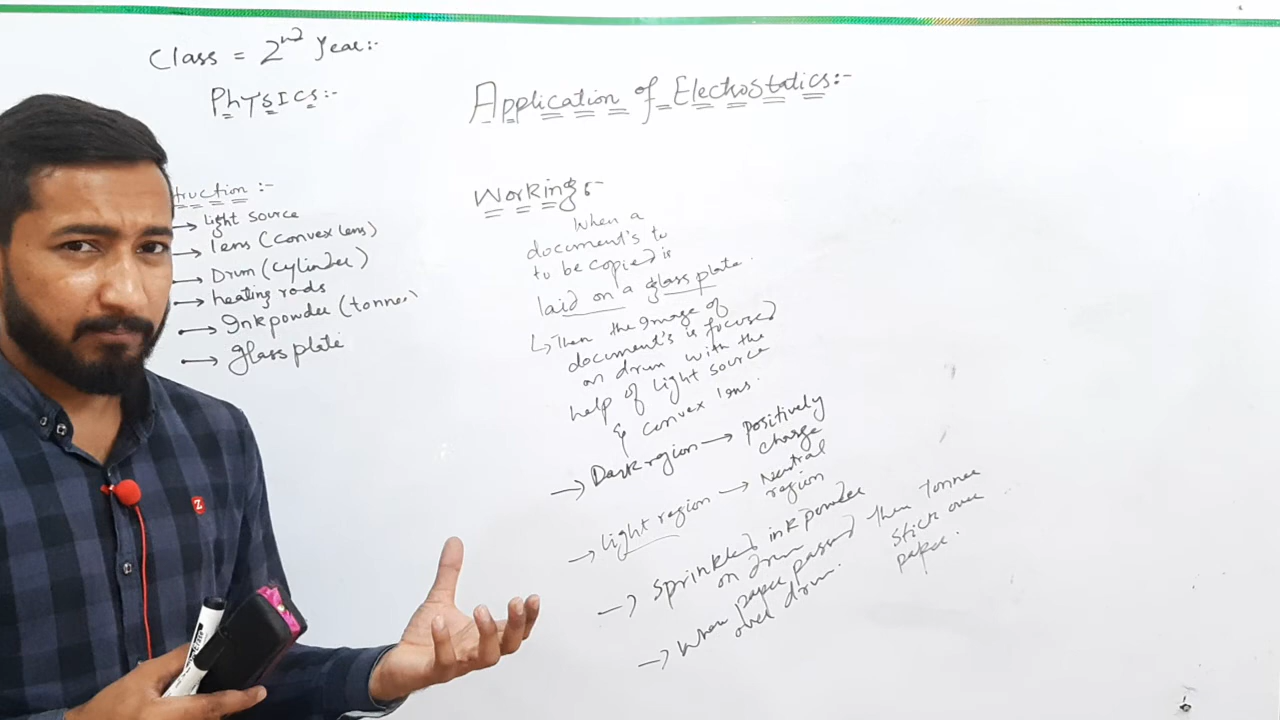 Class = 2nd Year:-
Physics:-
Application of Electrostatics:-
truction :-
→ light source
→ lens (convex lens)
→ Drum (cylinder)
→ heating rods
→ Ink powder (tonner)
→ glass plate
Working:-
When a
document's to
to be copied is
laid on a glass plate.
↳ Then the Image of
document's is focused
on drum with the
help of light source
& convex lens.
→ Dark region → positively
charge
→ light region → Neutral
region
→ Sprinkled ink powder
on drum
→ When paper passed Then tonner
over drum. stick over
paper.
Z